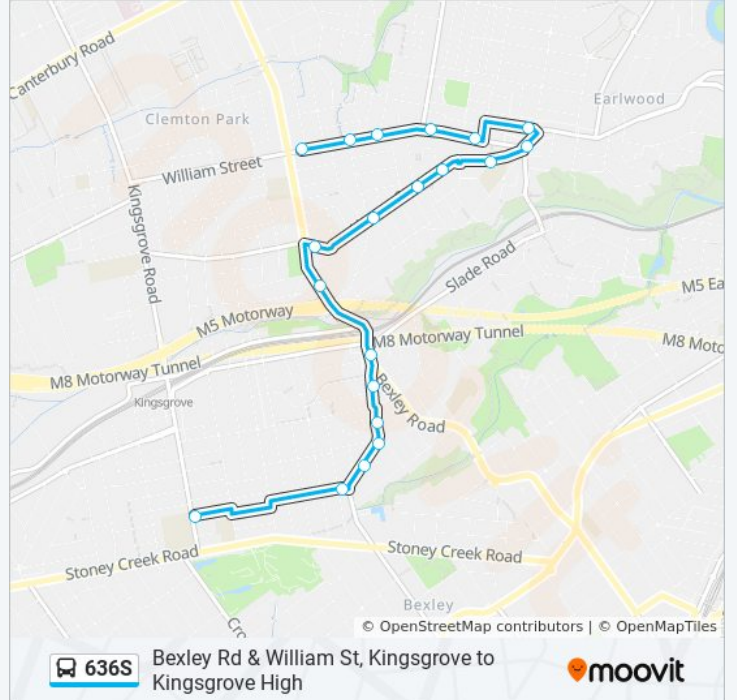 Canterbury Road
Earlwood
Clemton Park
William Street
Kingsgrove Road
Slade Road
M5 Ea
M5 Motorway
M8 Motorway Tunnel
M8 Moto
M8 Motorway Tunnel
Kingsgrove
Bexley Road
Stoney Creek Road
Stoney Creek Road
Bexley
Cro
© OpenStreetMap contributors | © OpenMapTiles
636S
Bexley Rd & William St, Kingsgrove to
Kingsgrove High
moovit